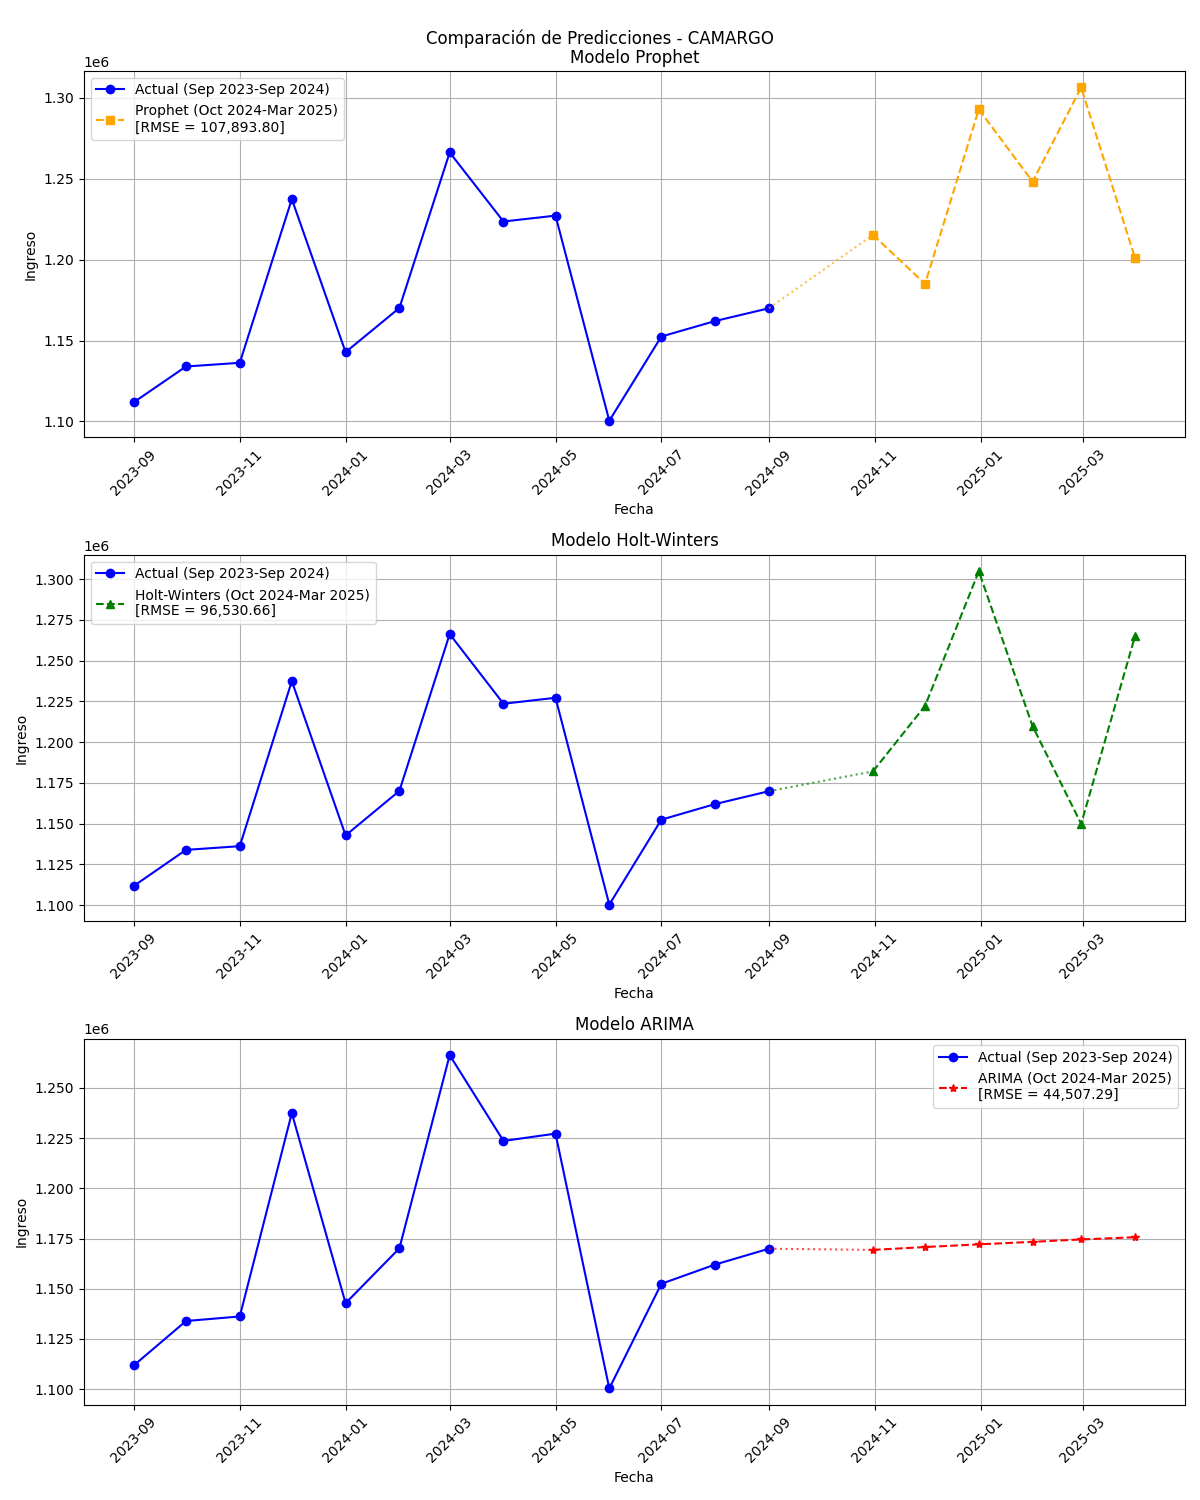 Comparación de Predicciones - CAMARGO
Modelo Prophet
1e6
Actual (Sep 2023-Sep 2024)
Prophet (Oct 2024-Mar 2025)
[RMSE = 107,893.80]
1.30
1.25
1.20
1.15
1.10
Ingreso
2023-09
2023-11
2024-01
2024-03
2024-05
2024-07
2024-09
2024-11
2025-01
2025-03
Fecha
Modelo Holt-Winters
1e6
Actual (Sep 2023-Sep 2024)
Holt-Winters (Oct 2024-Mar 2025)
[RMSE = 96,530.66]
1.300
1.275
1.250
1.225
1.200
1.175
1.150
1.125
1.100
Ingreso
2023-09
2023-11
2024-01
2024-03
2024-05
2024-07
2024-09
2024-11
2025-01
2025-03
Fecha
Modelo ARIMA
1e6
Actual (Sep 2023-Sep 2024)
ARIMA (Oct 2024-Mar 2025)
[RMSE = 44,507.29]
1.250
1.225
1.200
1.175
1.150
1.125
1.100
Ingreso
2023-09
2023-11
2024-01
2024-03
2024-05
2024-07
2024-09
2024-11
2025-01
2025-03
Fecha